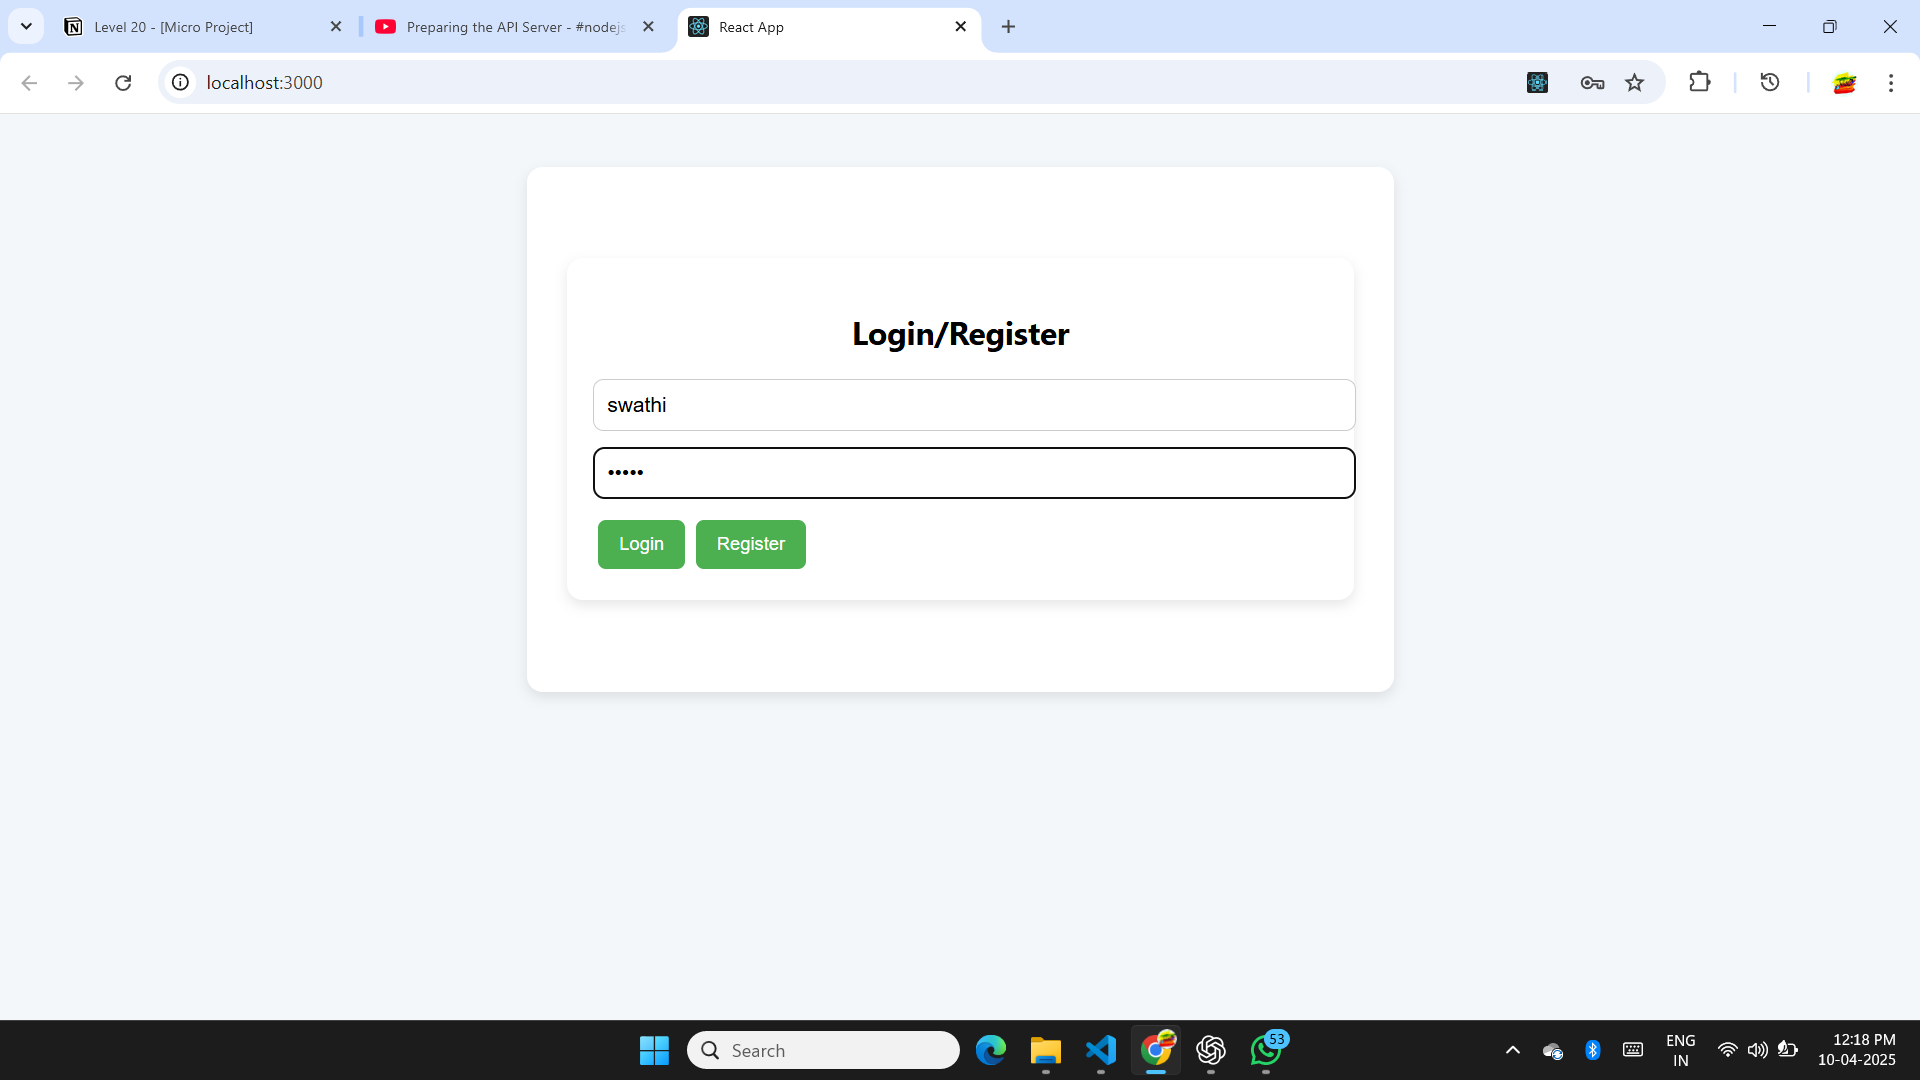 Level 20 - [Micro Project]
Preparing the API Server - #nodejs
React App
localhost:3000
Login/Register
swathi
•••••
Login
Register
Search
53
ENG
IN
12:18 PM
10-04-2025